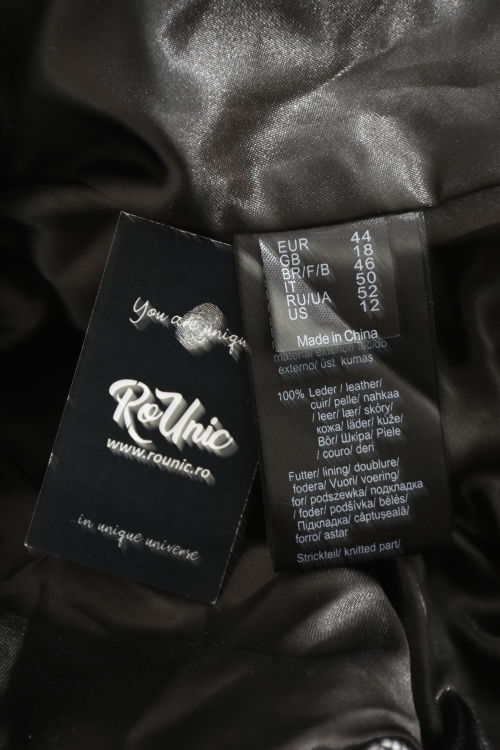 You are uniqu
RoUnic
www.rounic.ro
in unique universe
EUR 44
GB 18
BR/F/B 46
IT 50
RU/UA 52
US 12
Made in China
material exterior/ tecido
externo/ üst kumaş
100% Leder/ leather/
cuir/ pelle/ nahkaa
/ leer/ lær/ skóry/
кожа/ läder/ kůže/
Bőr/ Шкіра/ Piele
/ couro/ deri
Futter/ lining/ doublure/
fodera/ Vuori/ voering/
for/ podszewka/ подкладка
/ foder/ podšívka/ bélés/
Підкладка/ căptușeală/
forro/ astar
Strickteil/ knitted part/